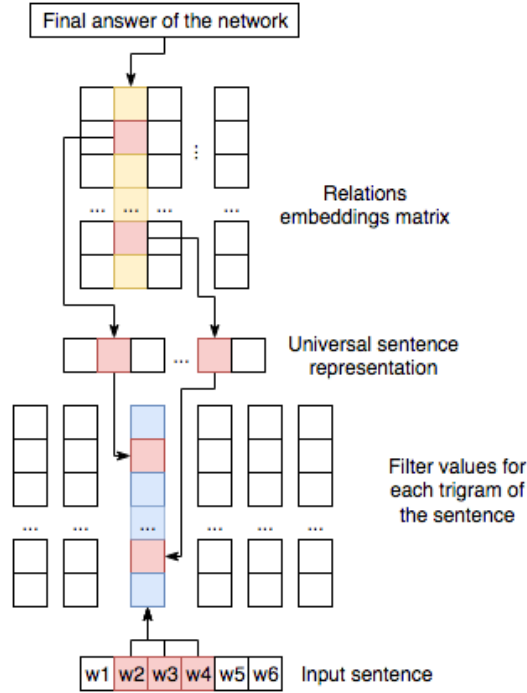 Final answer of the network
...
... ... ... ...
Relations
embeddings matrix
...
Universal sentence
representation
... ... ... ... ... ...
Filter values for
each trigram of
the sentence
w1 w2 w3 w4 w5 w6 Input sentence